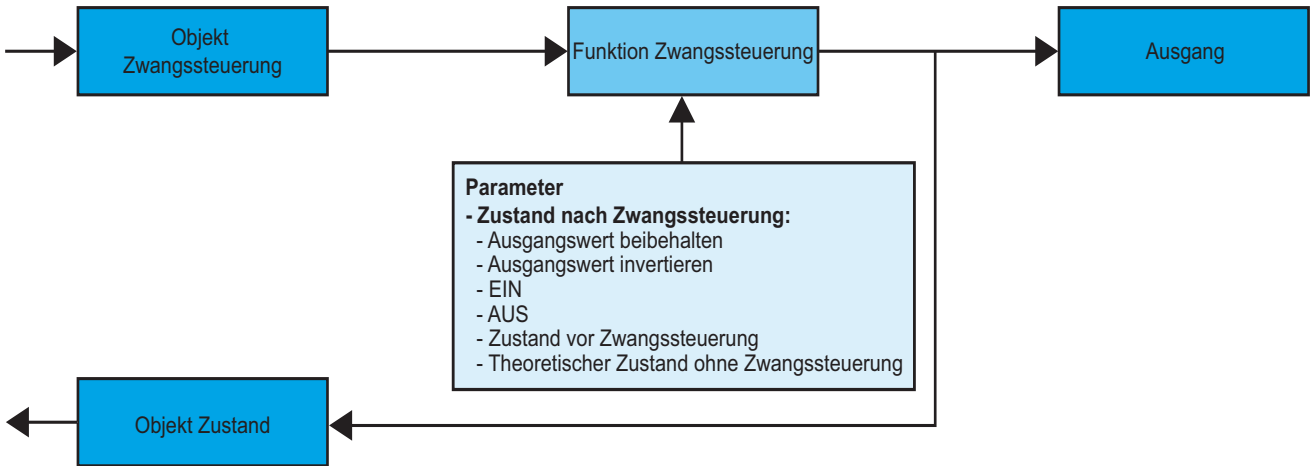 Objekt
Zwangssteuerung
Funktion Zwangssteuerung
Ausgang
Parameter
- Zustand nach Zwangssteuerung:
- Ausgangswert beibehalten
- Ausgangswert invertieren
- EIN
- AUS
- Zustand vor Zwangssteuerung
- Theoretischer Zustand ohne Zwangssteuerung
Objekt Zustand